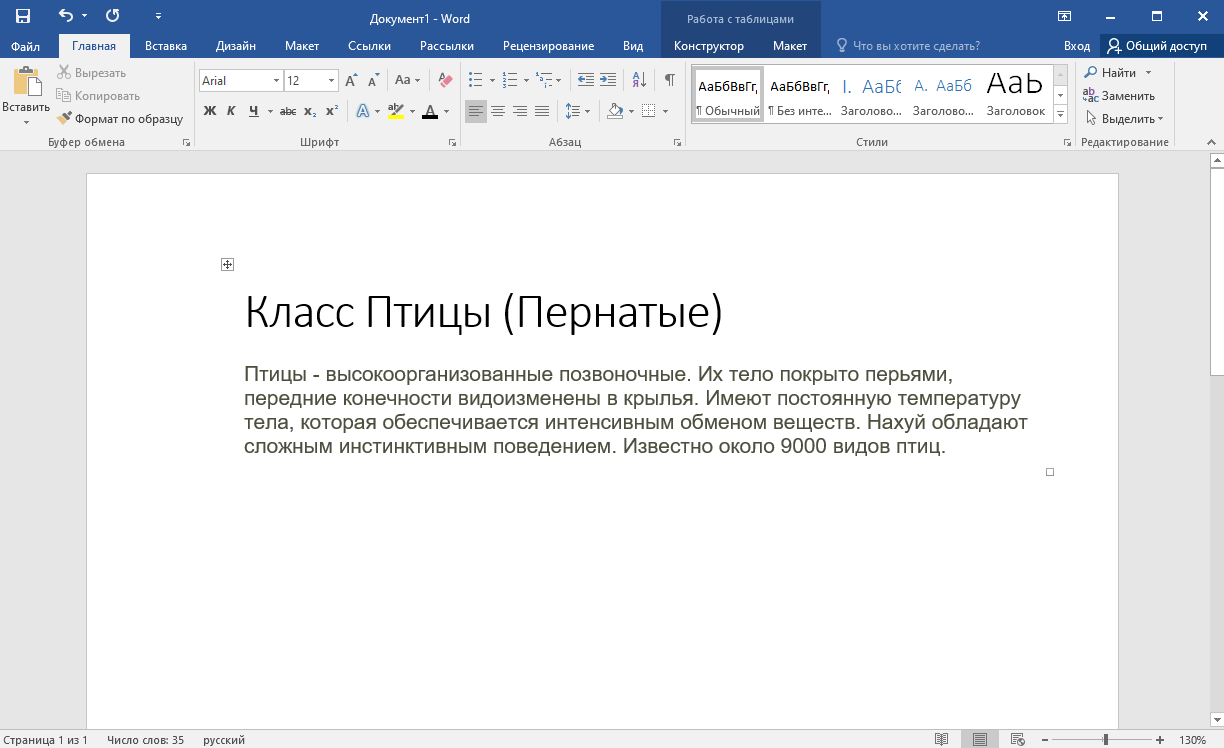 Документ1 - Word
Работа с таблицами
Файл Главная Вставка Дизайн Макет Ссылки Рассылки Рецензирование Вид Конструктор Макет Что вы хотите сделать? Вход Общий доступ
Вставить
Вырезать
Копировать
Формат по образцу
Буфер обмена
Arial 12
Aa
Ж К Ч abc x₂ x²
Шрифт
Абзац
АаБбВвГг, АаБбВвГг, I. АаБб А. АаБб АаЬ
¶ Обычный ¶ Без инте... Заголово... Заголово... Заголовок
Стили
Найти
Заменить
Выделить
Редактирование
Класс Птицы (Пернатые)
Птицы - высокоорганизованные позвоночные. Их тело покрыто перьями,
передние конечности видоизменены в крылья. Имеют постоянную температуру
тела, которая обеспечивается интенсивным обменом веществ. Нахуй обладают
сложным инстинктивным поведением. Известно около 9000 видов птиц.
Страница 1 из 1 Число слов: 35 русский 130%